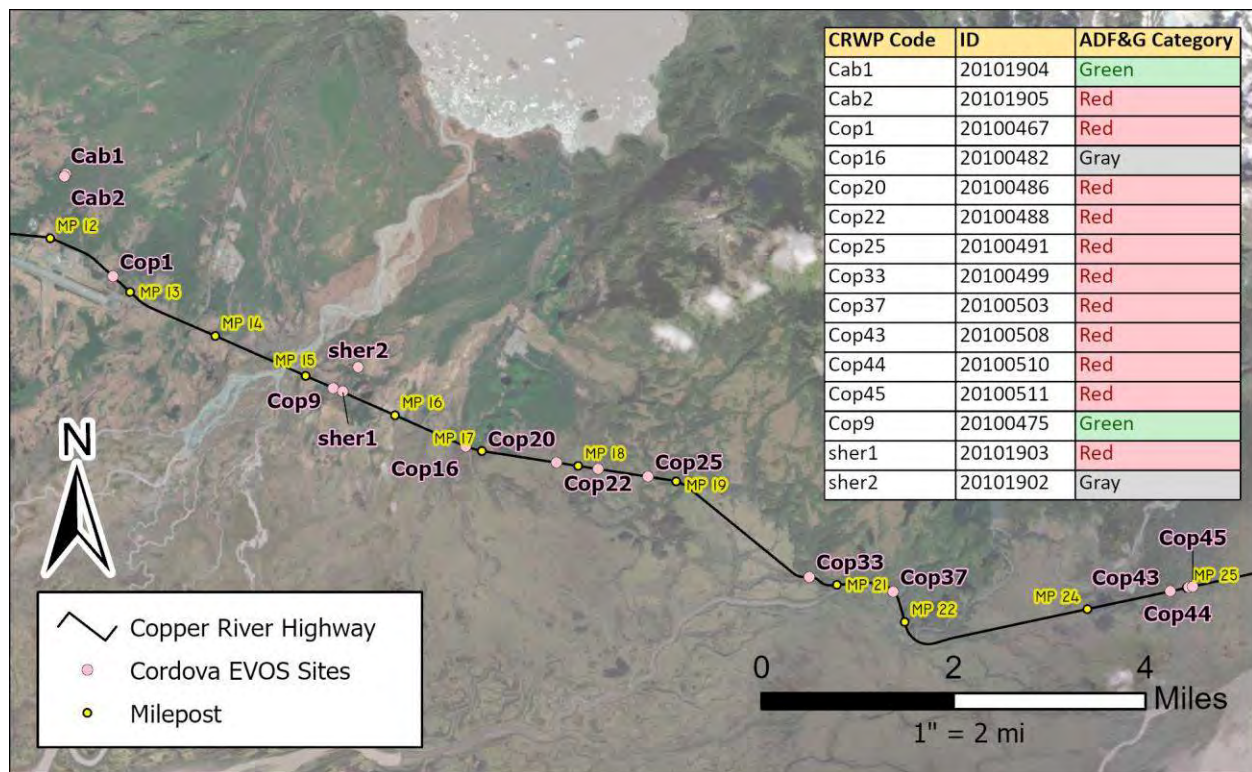 CRWP Code ID ADF&G Category
Cab1 20101904 Green
Cab2 20101905 Red
Cop1 20100467 Red
Cop16 20100482 Gray
Cop20 20100486 Red
Cop22 20100488 Red
Cop25 20100491 Red
Cop33 20100499 Red
Cop37 20100503 Red
Cop43 20100508 Red
Cop44 20100510 Red
Cop45 20100511 Red
Cop9 20100475 Green
sher1 20101903 Red
sher2 20101902 Gray
Cab1
Cab2
MP 12
Cop1
MP 13
MP 14
sher2
MP 15
Cop9
MP 16
sher1
MP 17
Cop20
Cop16
MP 18
Cop22
Cop25
MP 19
Cop33
MP 21
Cop37
MP 22
MP 24
Cop43
Cop45
MP 25
Cop44
N
Copper River Highway
Cordova EVOS Sites
Milepost
0 2 4
Miles
1" = 2 mi